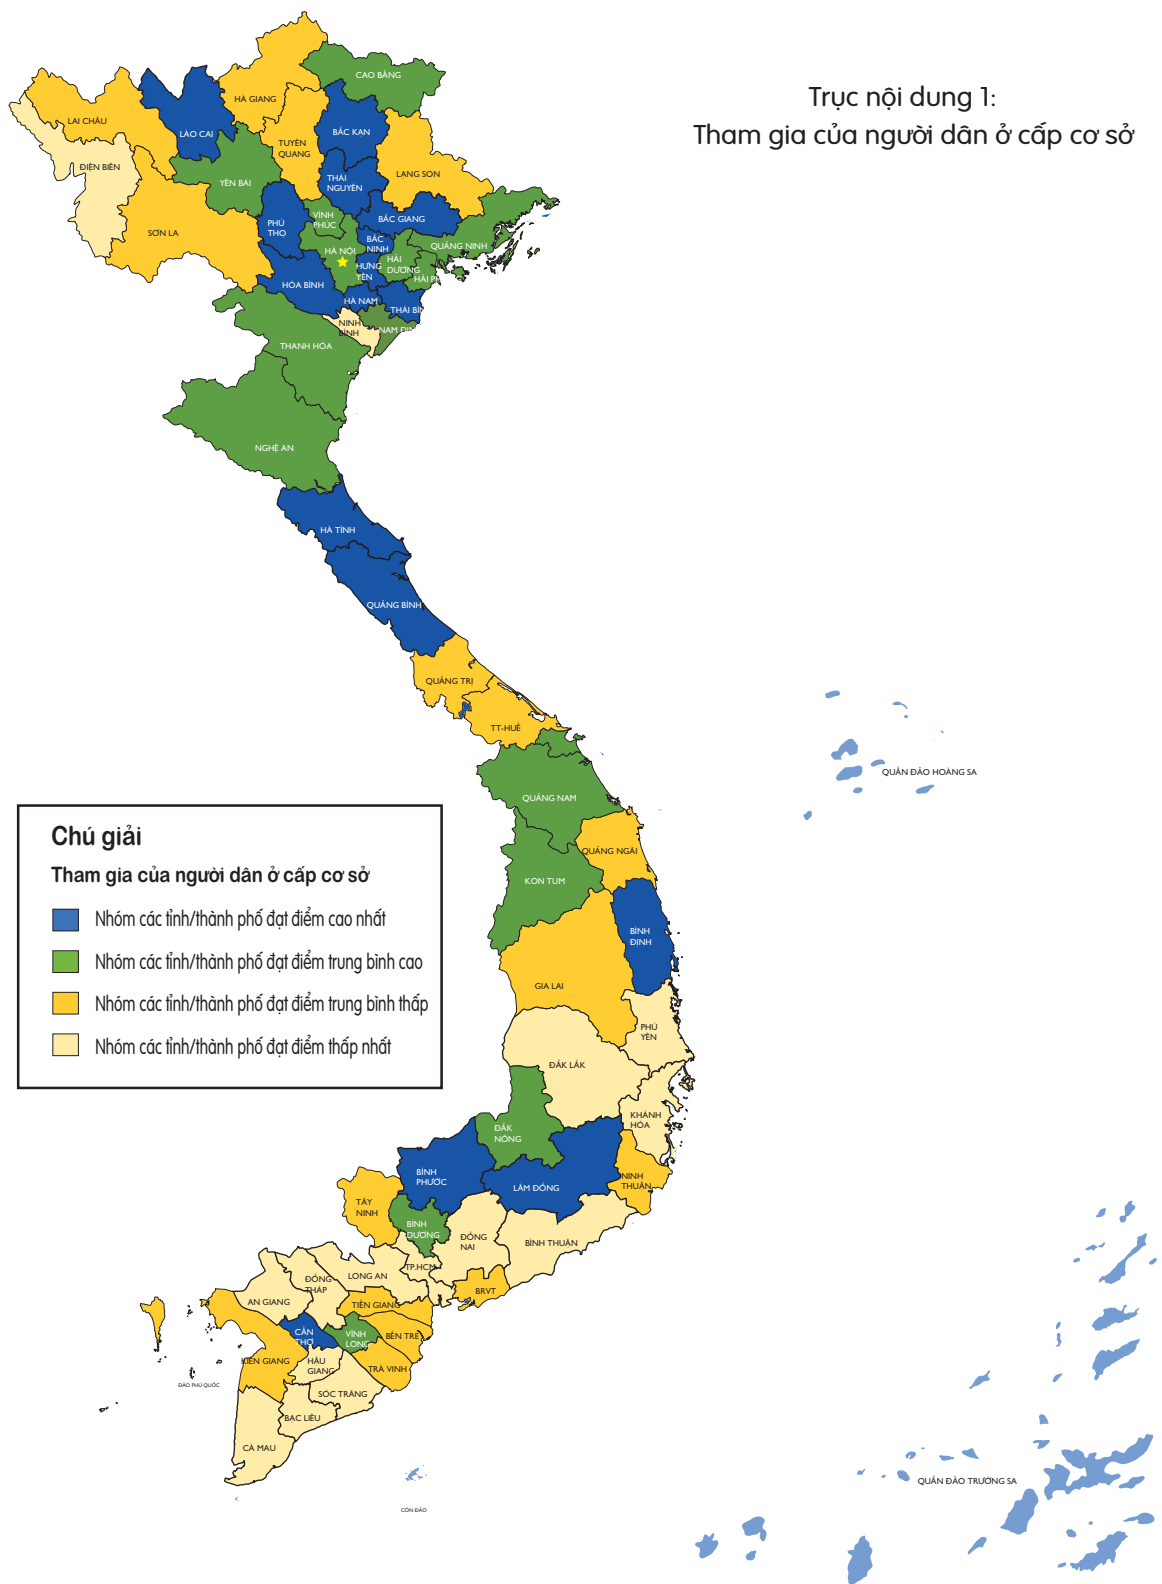 Trục nội dung 1:
Tham gia của người dân ở cấp cơ sở
CAO BẰNG
HÀ GIANG
LAI CHÂU
LÀO CAI
BẮC KẠN
TUYÊN
QUANG
ĐIỆN BIÊN
YÊN BÁI
THÁI
NGUYÊN
LẠNG SƠN
VĨNH
PHÚC
BẮC GIANG
PHÚ
THỌ
SƠN LA
BẮC
NINH
QUẢNG NINH
HÀ NỘI
HẢI
DƯƠNG
HƯNG
YÊN
HẢI P
HÒA BÌNH
HÀ NAM
THÁI BÌ
NINH
BÌNH
NAM ĐỊN
THANH HÓA
NGHỆ AN
HÀ TĨNH
QUẢNG BÌNH
QUẢNG TRỊ
TT-HUẾ
QUẦN ĐẢO HOÀNG SA
QUẢNG NAM
QUẢNG NGÃI
KON TUM
BÌNH
ĐỊNH
GIA LAI
PHÚ
YÊN
ĐẮK LẮK
KHÁNH
HÒA
ĐẮK
NÔNG
Chú giải
Tham gia của người dân ở cấp cơ sở
Nhóm các tỉnh/thành phố đạt điểm cao nhất
Nhóm các tỉnh/thành phố đạt điểm trung bình cao
Nhóm các tỉnh/thành phố đạt điểm trung bình thấp
Nhóm các tỉnh/thành phố đạt điểm thấp nhất
BÌNH
PHƯỚC
LÂM ĐỒNG
NINH
THUẬN
TÂY
NINH
BÌNH
DƯƠNG
ĐỒNG
NAI
BÌNH THUẬN
TP.HCM
LONG AN
ĐỒNG
THÁP
BRVT
AN GIANG
TIỀN GIANG
CẦN
THƠ
VĨNH
LONG
BẾN TRE
KIÊN GIANG
HẬU
GIANG
TRÀ VINH
ĐẢO PHÚ QUỐC
SÓC TRĂNG
BẠC LIÊU
CÀ MAU
CÔN ĐẢO
QUẦN ĐẢO TRƯỜNG SA